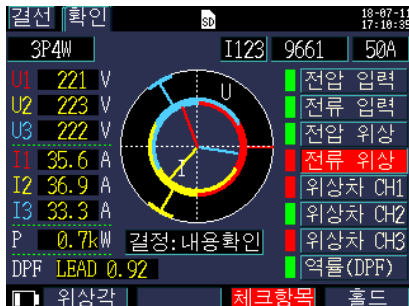 결선 확인 SD 18-07-11
17:10:35
3P4W I123 9661 50A
U1 221 V
U2 223 V
U3 222 V
I1 35.6 A
I2 36.9 A
I3 33.3 A
P 0.7kW
DPF LEAD 0.92
U
I
결정:내용확인
전압 입력
전류 입력
전압 위상
전류 위상
위상차 CH1
위상차 CH2
위상차 CH3
역률(DPF)
위상각 체크항목 홀드